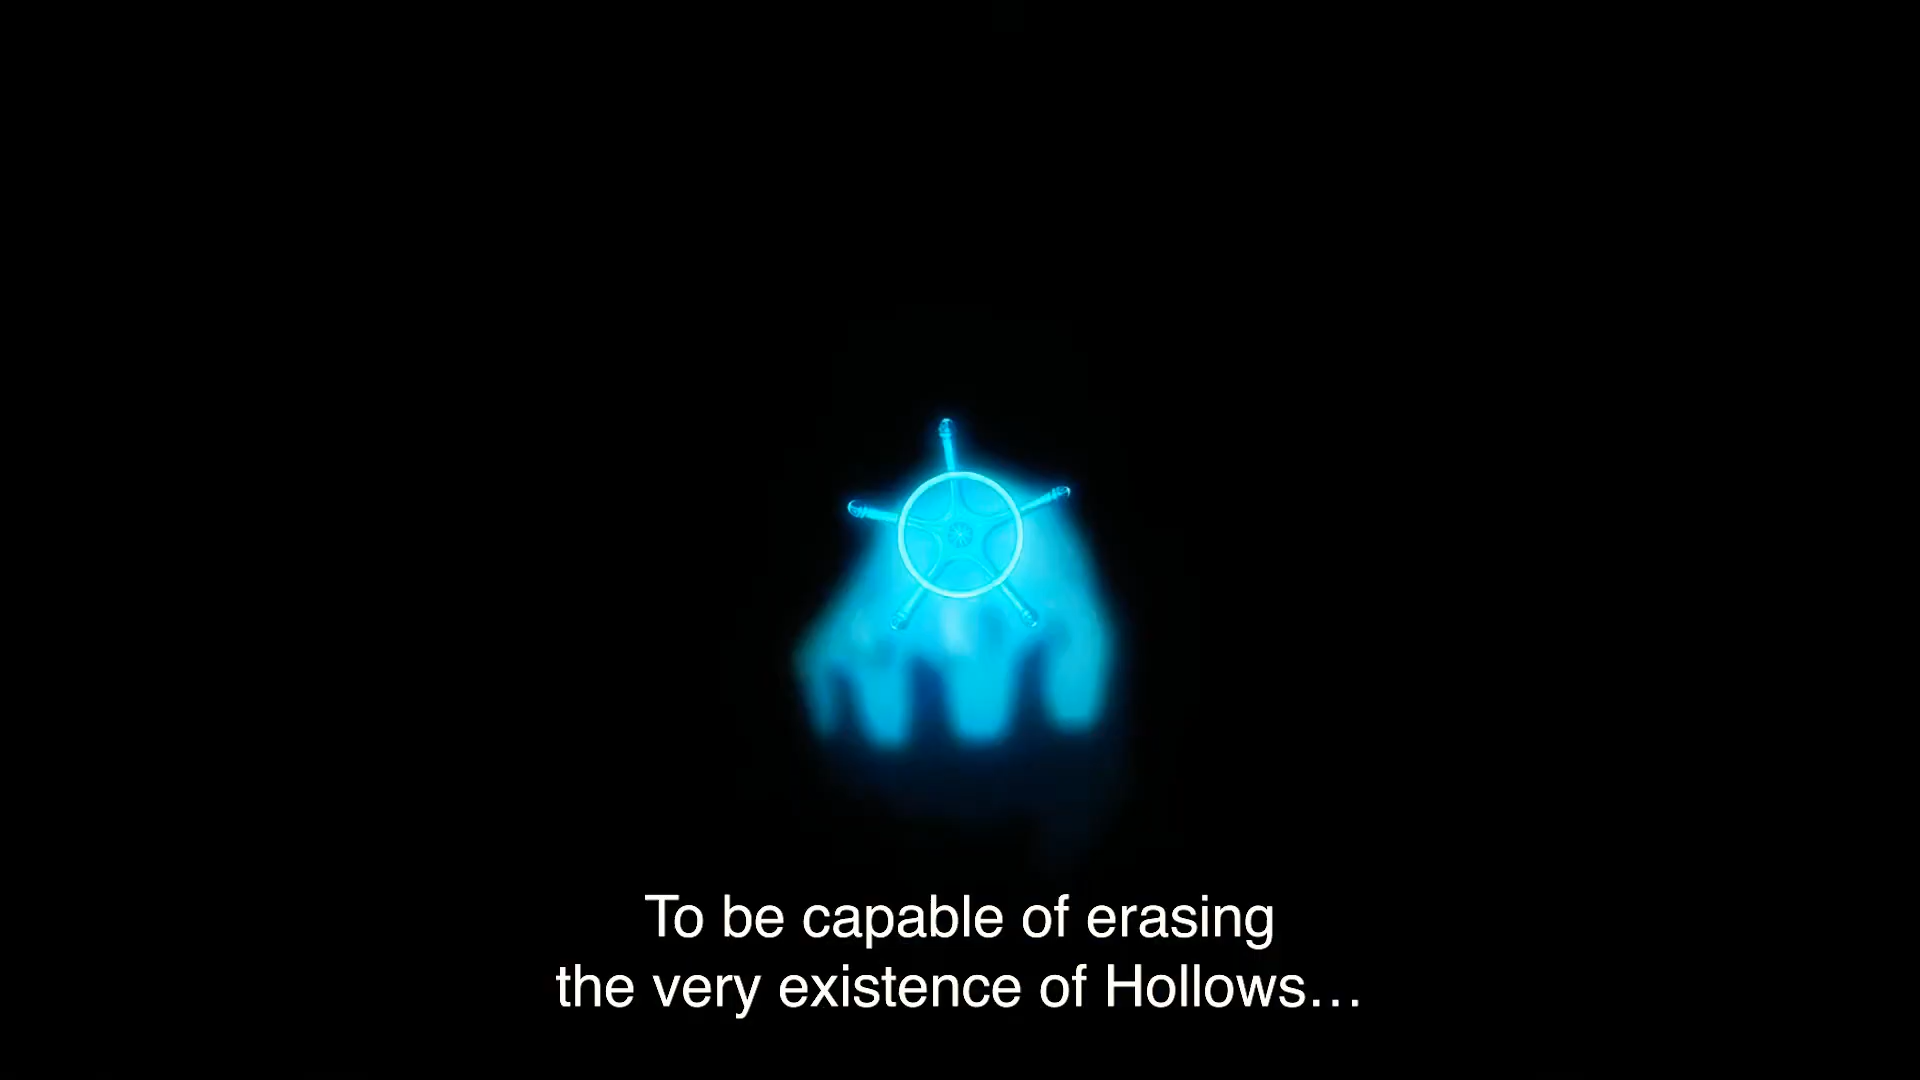 To be capable of erasing
the very existence of Hollows…